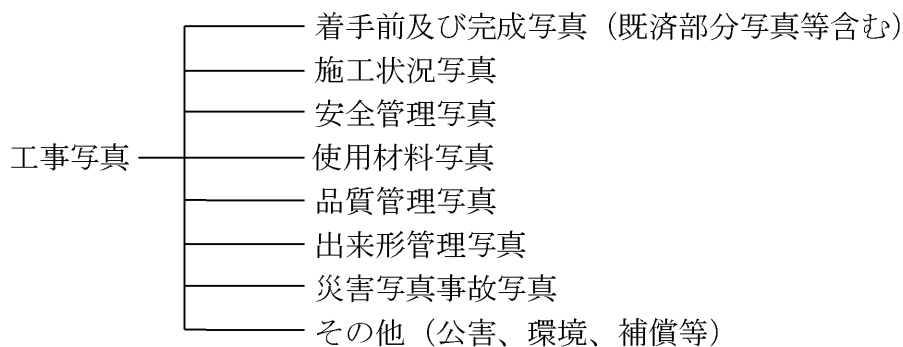 着手前及び完成写真（既済部分写真等含む）
施工状況写真
安全管理写真
工事写真
使用材料写真
品質管理写真
出来形管理写真
災害写真事故写真
その他（公害、環境、補償等）